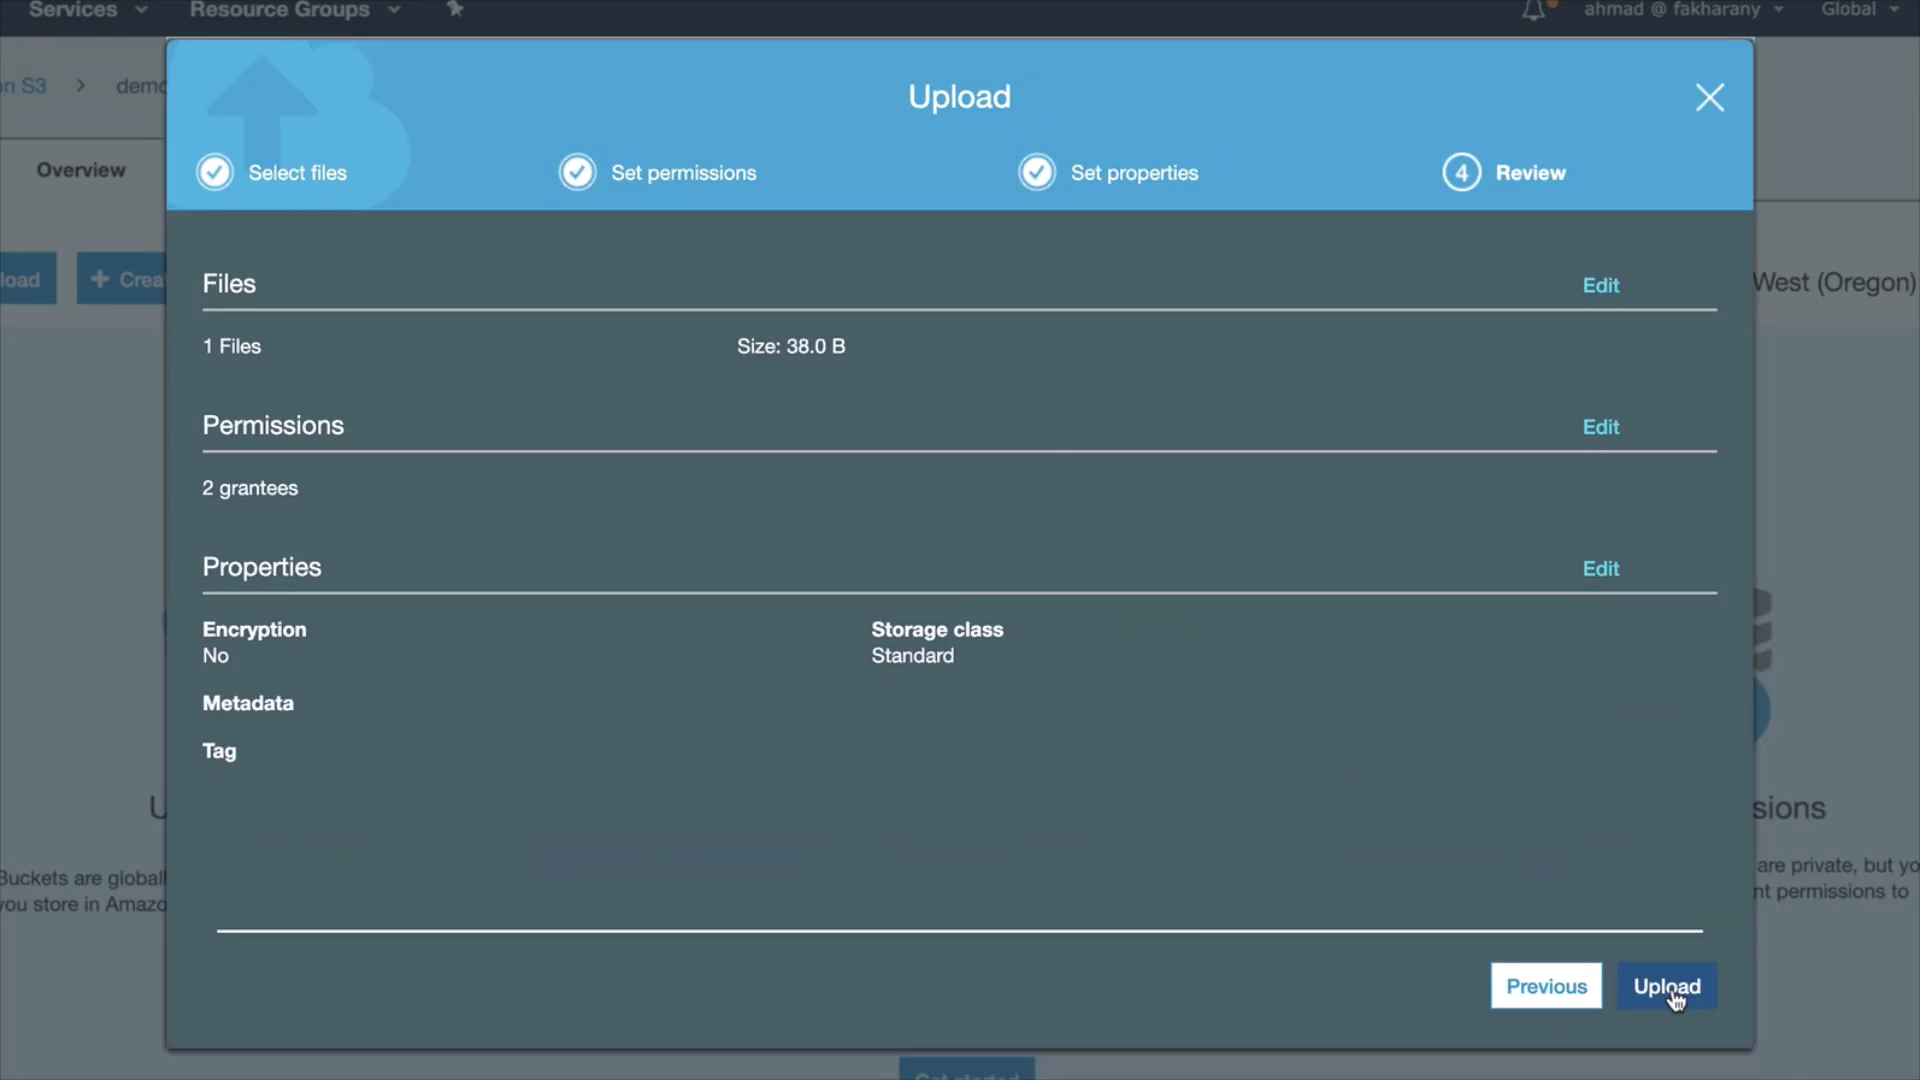 Services
Resource Groups
ahmad @ fakharany
Global
on S3
demo
Upload
Select files
Set permissions
Set properties
4 Review
Overview
load
+ Crea
West (Oregon)
Files
Edit
1 Files
Size: 38.0 B
Permissions
Edit
2 grantees
Properties
Edit
Encryption
No
Storage class
Standard
Metadata
Tag
U
sions
Buckets are globall
you store in Amazo
are private, but yo
nt permissions to
Previous
Upload
Get started